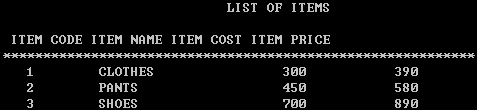 LIST OF ITEMS
ITEM CODE ITEM NAME ITEM COST ITEM PRICE
************************************************************
1 CLOTHES 300 390
2 PANTS 450 580
3 SHOES 700 890